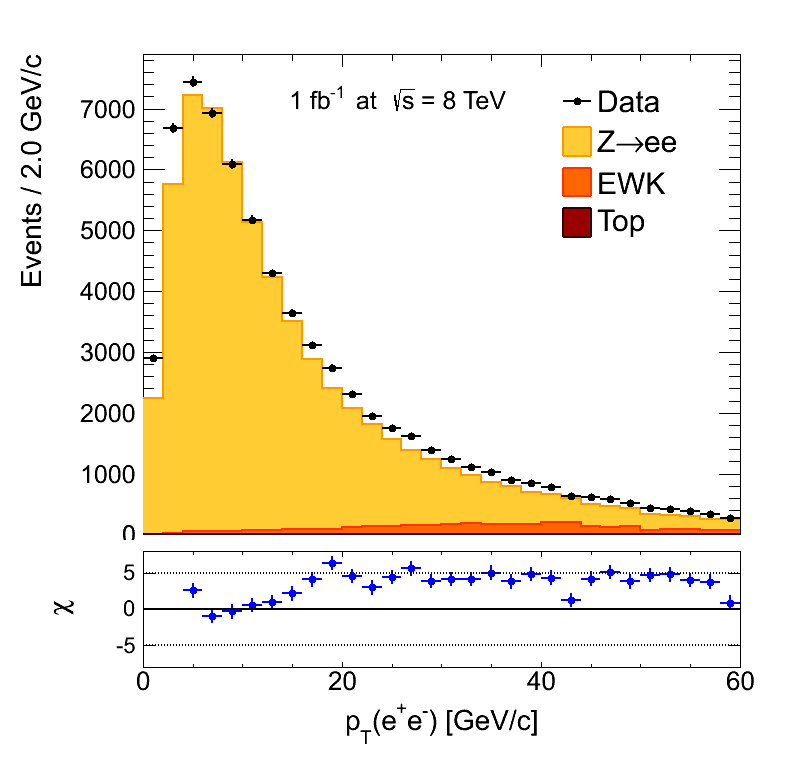 Events / 2.0 GeV/c
7000
6000
5000
4000
3000
2000
1000
0
1 fb⁻¹ at √s = 8 TeV
Data
Z→ee
EWK
Top
χ
5
0
-5
0 20 40 60
p_T(e⁺e⁻) [GeV/c]